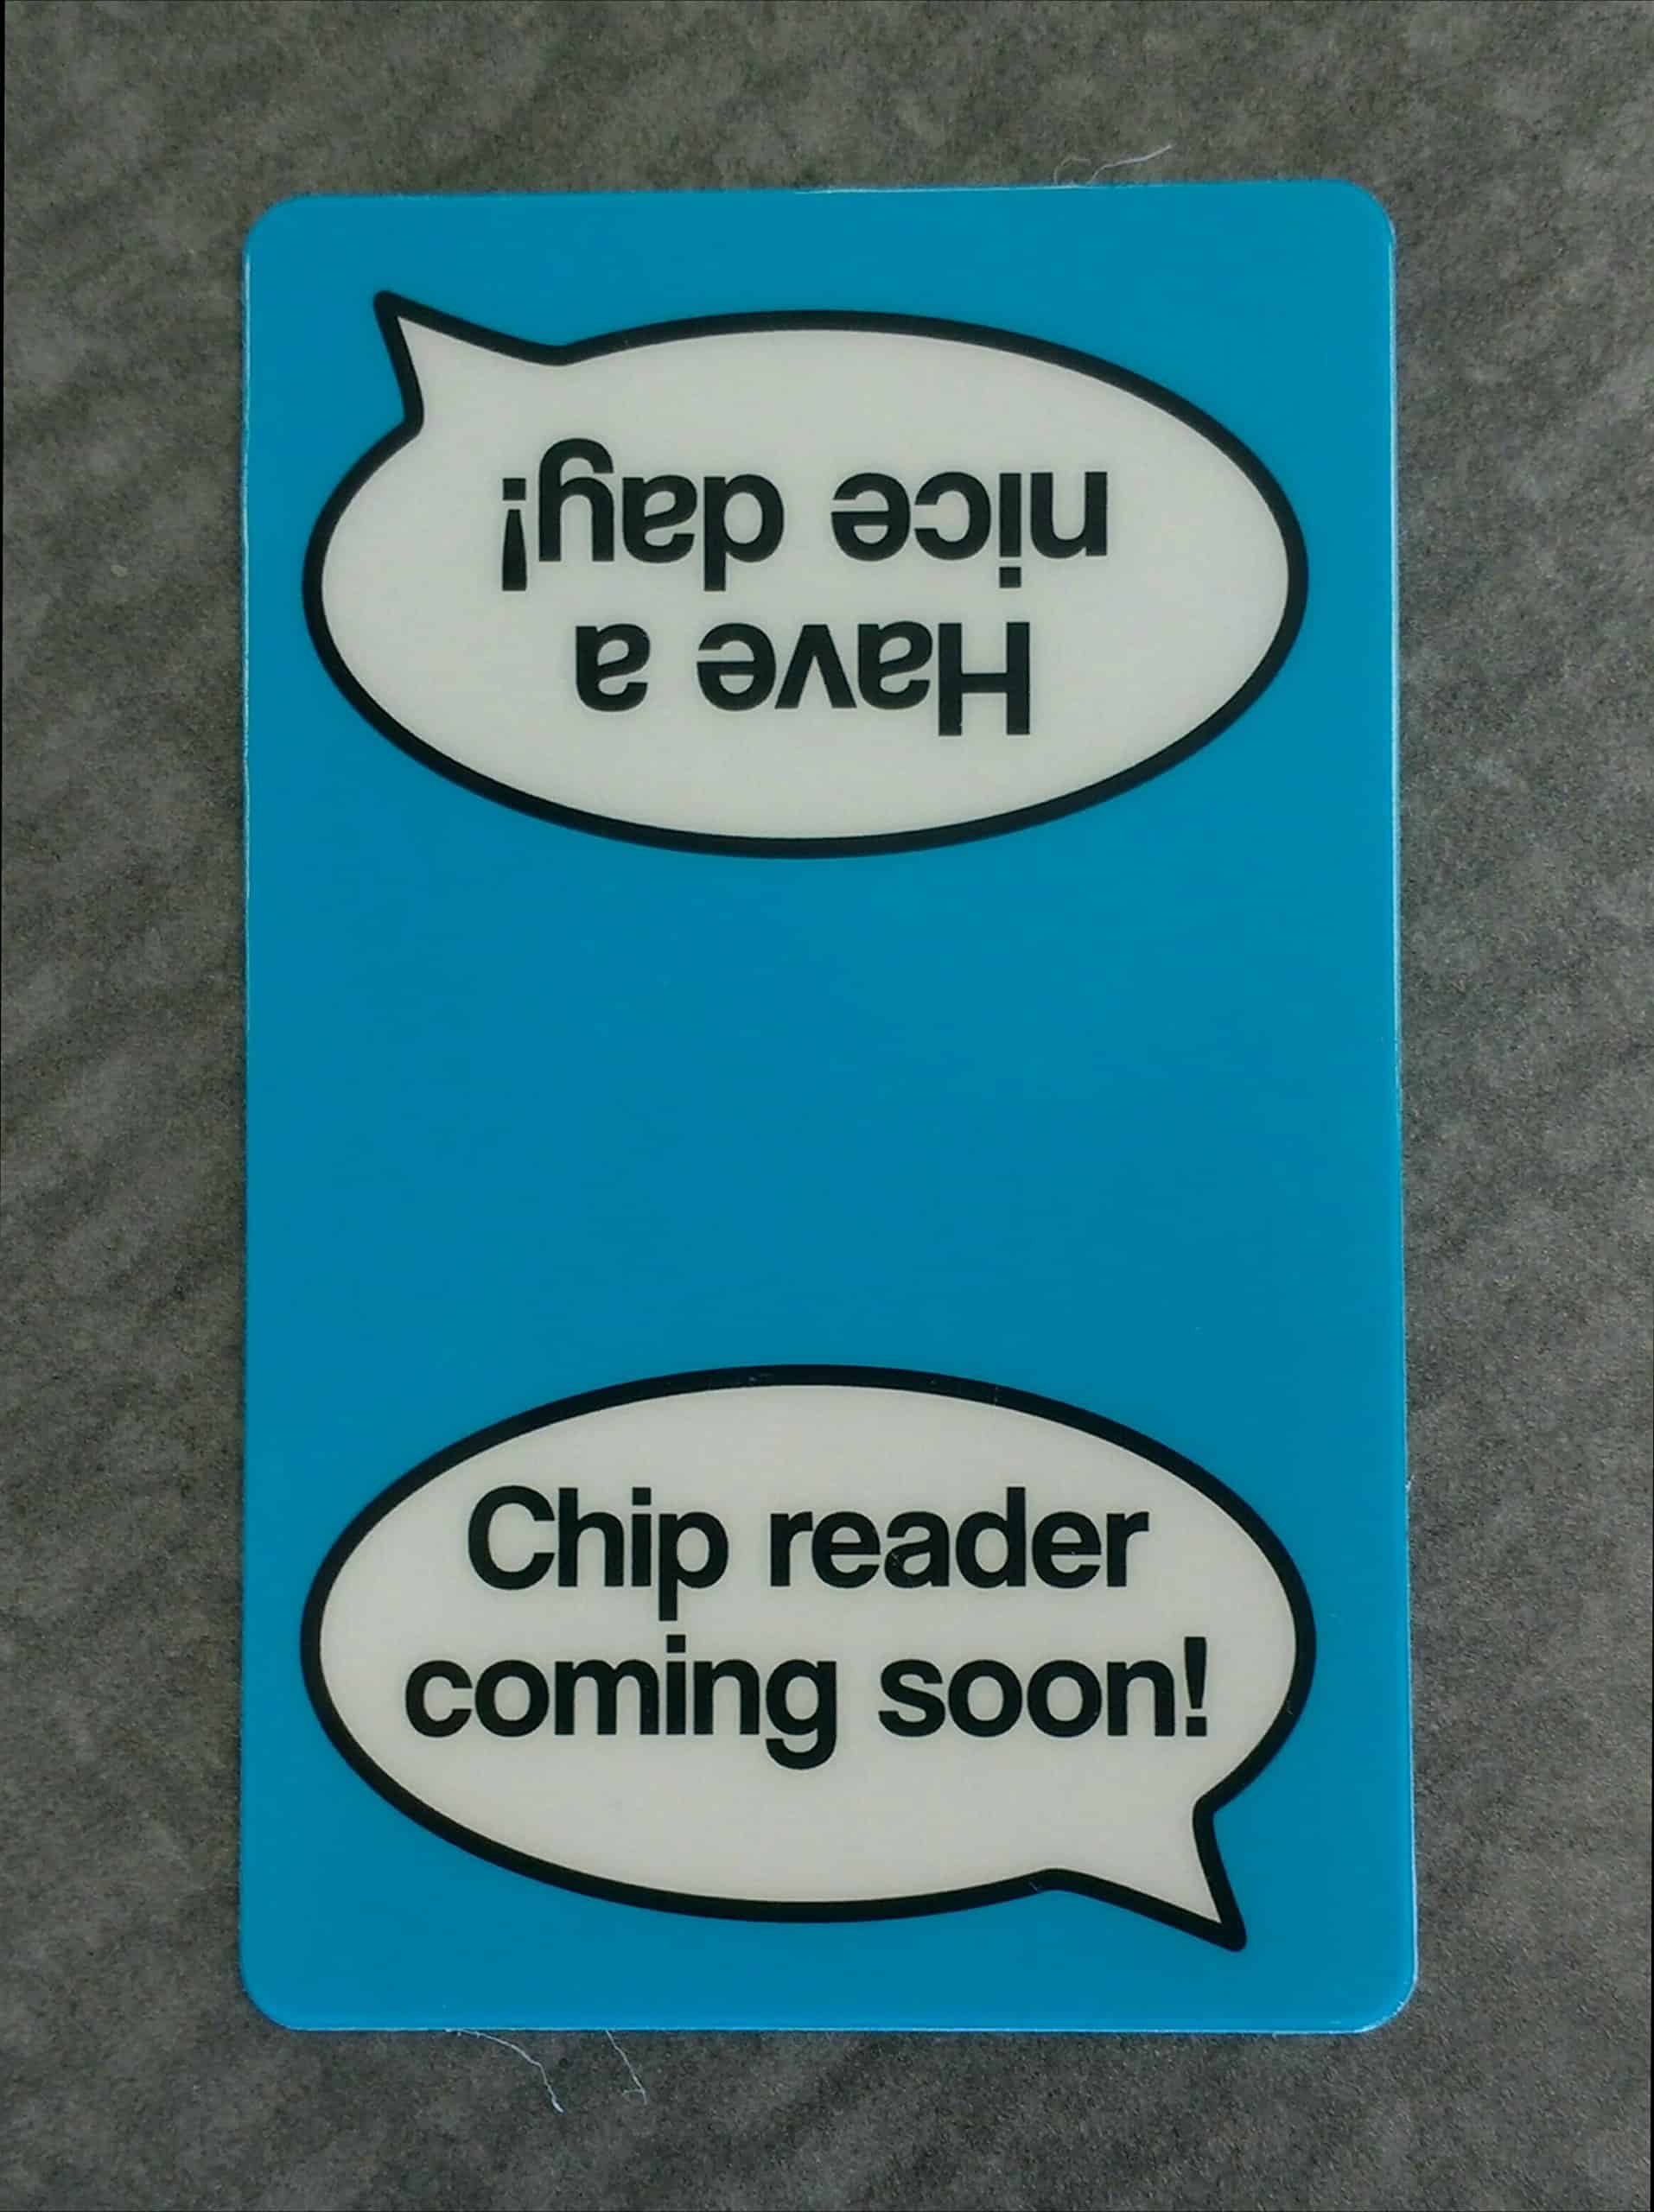 Have a
nice day!
Chip reader
coming soon!